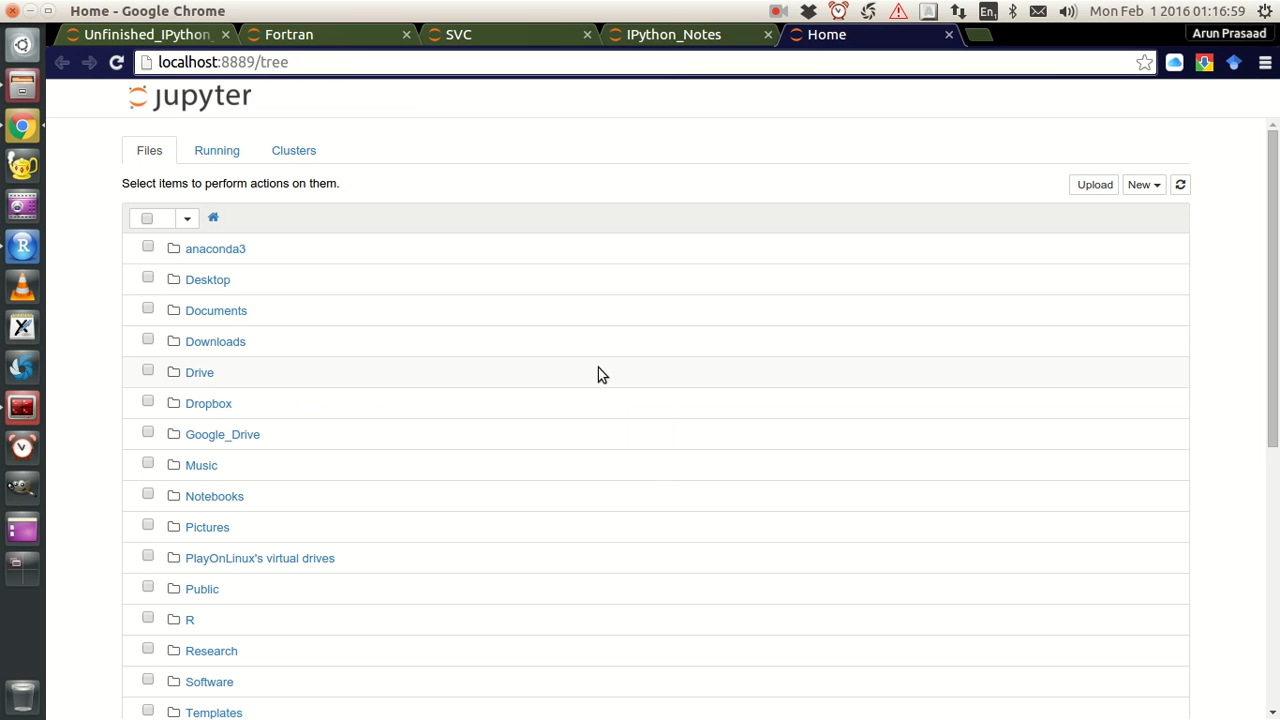 Home - Google Chrome
En
Mon Feb 1 2016 01:16:59
Unfinished_IPython_
Fortran
SVC
IPython_Notes
Home
Arun Prasaad
localhost:8889/tree
jupyter
Files
Running
Clusters
Select items to perform actions on them.
Upload
New
anaconda3
Desktop
Documents
Downloads
Drive
Dropbox
Google_Drive
Music
Notebooks
Pictures
PlayOnLinux's virtual drives
Public
R
Research
Software
Templates